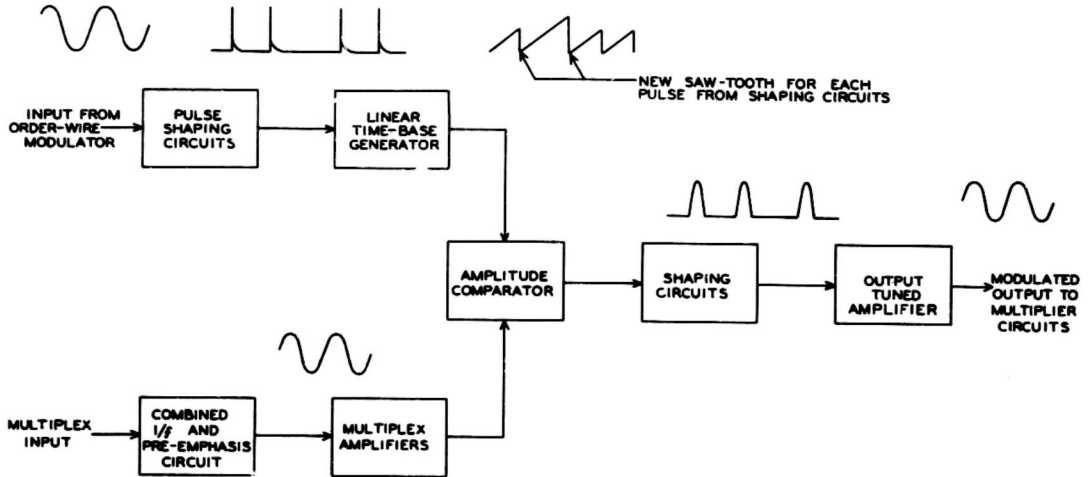 NEW SAW-TOOTH FOR EACH
PULSE FROM SHAPING CIRCUITS
INPUT FROM
ORDER-WIRE
MODULATOR
PULSE
SHAPING
CIRCUITS
LINEAR
TIME-BASE
GENERATOR
AMPLITUDE
COMPARATOR
SHAPING
CIRCUITS
OUTPUT
TUNED
AMPLIFIER
MODULATED
OUTPUT TO
MULTIPLIER
CIRCUITS
MULTIPLEX
INPUT
COMBINED
1/f AND
PRE-EMPHASIS
CIRCUIT
MULTIPLEX
AMPLIFIERS